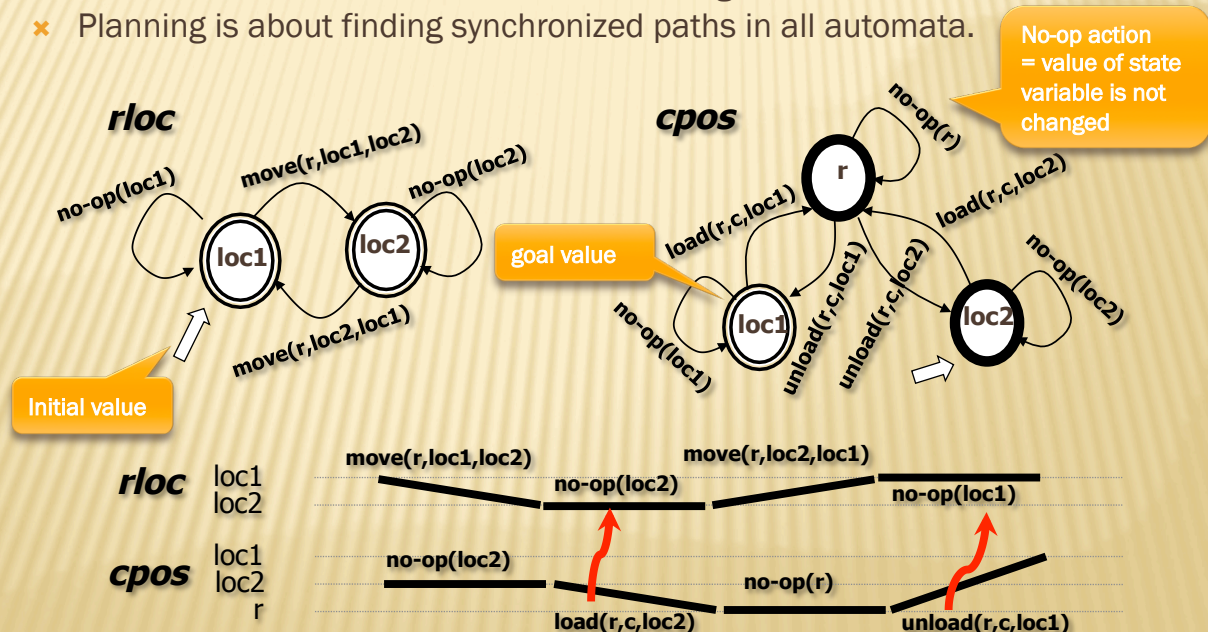 Planning is about finding synchronized paths in all automata.
No-op action
= value of state
variable is not
changed
rloc
no-op(loc1)
move(r,loc1,loc2)
no-op(loc2)
loc1
loc2
move(r,loc2,loc1)
Initial value
cpos
no-op(r)
r
load(r,c,loc1)
load(r,c,loc2)
goal value
no-op(loc1)
loc1
unload(r,c,loc1)
unload(r,c,loc2)
loc2
no-op(loc2)
rloc
loc1
loc2
move(r,loc1,loc2)
no-op(loc2)
move(r,loc2,loc1)
no-op(loc1)
cpos
loc1
loc2
r
no-op(loc2)
load(r,c,loc2)
no-op(r)
unload(r,c,loc1)